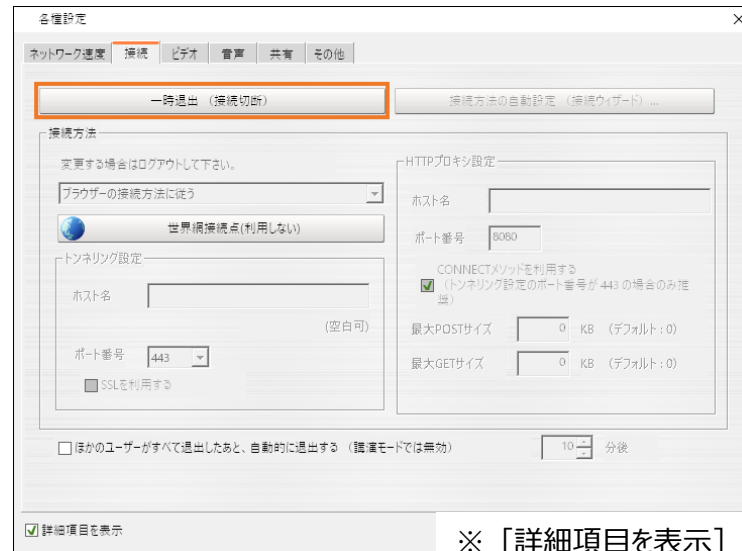 各種設定
ネットワーク速度 接続 ビデオ 音声 共有 その他
一時退出 （接続切断） 接続方法の自動設定 （接続ウィザード） ...
接続方法
変更する場合はログアウトして下さい。
ブラウザーの接続方法に従う
世界網接続点(利用しない)
トンネリング設定
ホスト名
(空白可)
ポート番号 443
SSLを利用する
HTTPプロキシ設定
ホスト名
ポート番号 8080
CONNECTメソッドを利用する
（トンネリング設定のポート番号が 443 の場合のみ推
奨）
最大POSTサイズ 0 KB （デフォルト : 0）
最大GETサイズ 0 KB （デフォルト : 0）
ほかのユーザーがすべて退出したあと、自動的に退出する （講演モードでは無効） 10 分後
詳細項目を表示
※［詳細項目を表示］